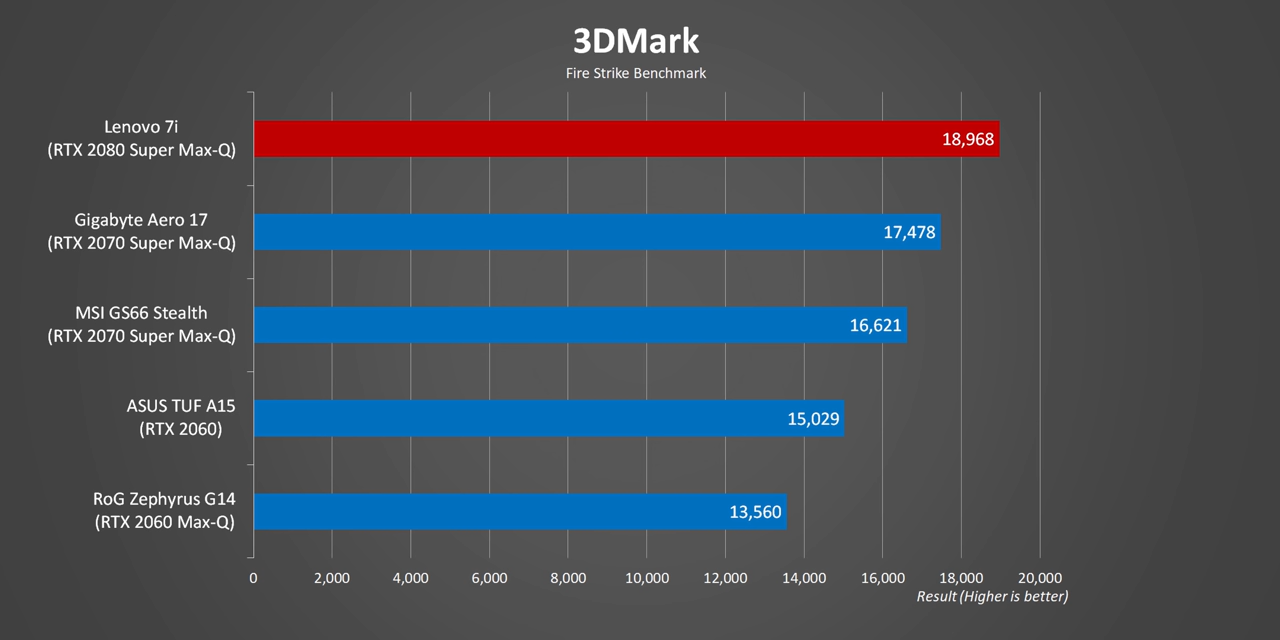 3DMark
Fire Strike Benchmark
Lenovo 7i
(RTX 2080 Super Max-Q)
18,968
Gigabyte Aero 17
(RTX 2070 Super Max-Q)
17,478
MSI GS66 Stealth
(RTX 2070 Super Max-Q)
16,621
ASUS TUF A15
(RTX 2060)
15,029
RoG Zephyrus G14
(RTX 2060 Max-Q)
13,560
0 2,000 4,000 6,000 8,000 10,000 12,000 14,000 16,000 18,000 20,000
Result (Higher is better)